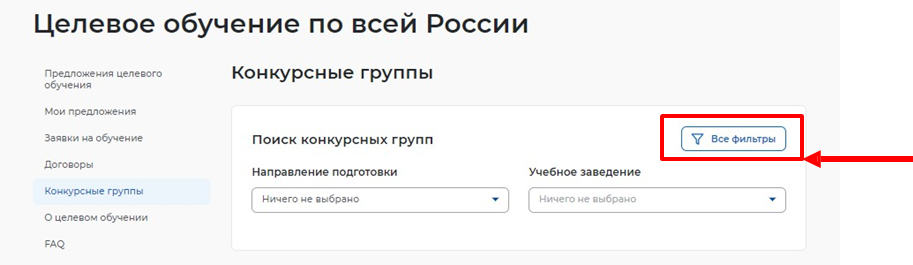 Целевое обучение по всей России
Предложения целевого
обучения
Мои предложения
Заявки на обучение
Договоры
Конкурсные группы
О целевом обучении
FAQ
Конкурсные группы
Поиск конкурсных групп
Все фильтры
Направление подготовки
Учебное заведение
Ничего не выбрано
Ничего не выбрано